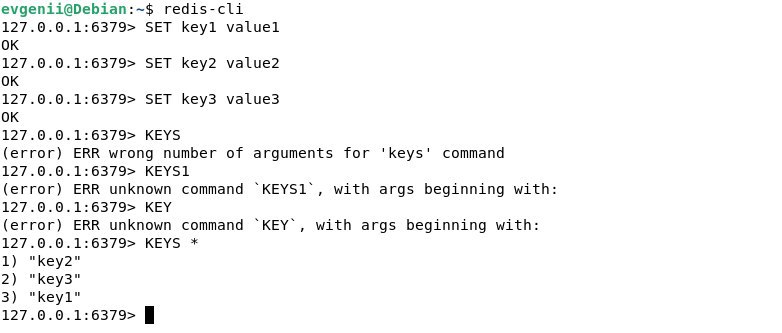 evgenii@Debian:~$ redis-cli
127.0.0.1:6379> SET key1 value1
OK
127.0.0.1:6379> SET key2 value2
OK
127.0.0.1:6379> SET key3 value3
OK
127.0.0.1:6379> KEYS
(error) ERR wrong number of arguments for 'keys' command
127.0.0.1:6379> KEYS1
(error) ERR unknown command `KEYS1`, with args beginning with:
127.0.0.1:6379> KEY
(error) ERR unknown command `KEY`, with args beginning with:
127.0.0.1:6379> KEYS *
1) "key2"
2) "key3"
3) "key1"
127.0.0.1:6379>